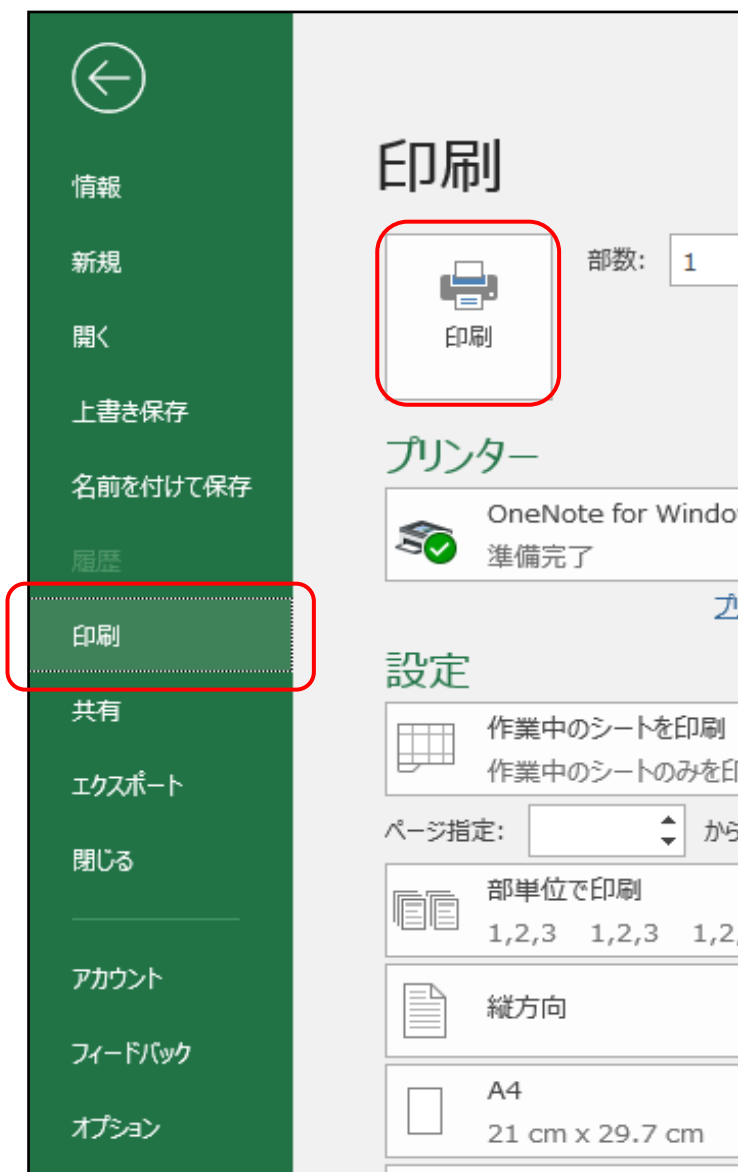 情報
新規
開く
上書き保存
名前を付けて保存
履歴
印刷
共有
エクスポート
閉じる
アカウント
フィードバック
オプション
印刷
印刷
部数: 1
プリンター
OneNote for Windo
準備完了
プリ
設定
作業中のシートを印刷
作業中のシートのみを印
ページ指定: から
部単位で印刷
1,2,3 1,2,3 1,2,
縦方向
A4
21 cm x 29.7 cm